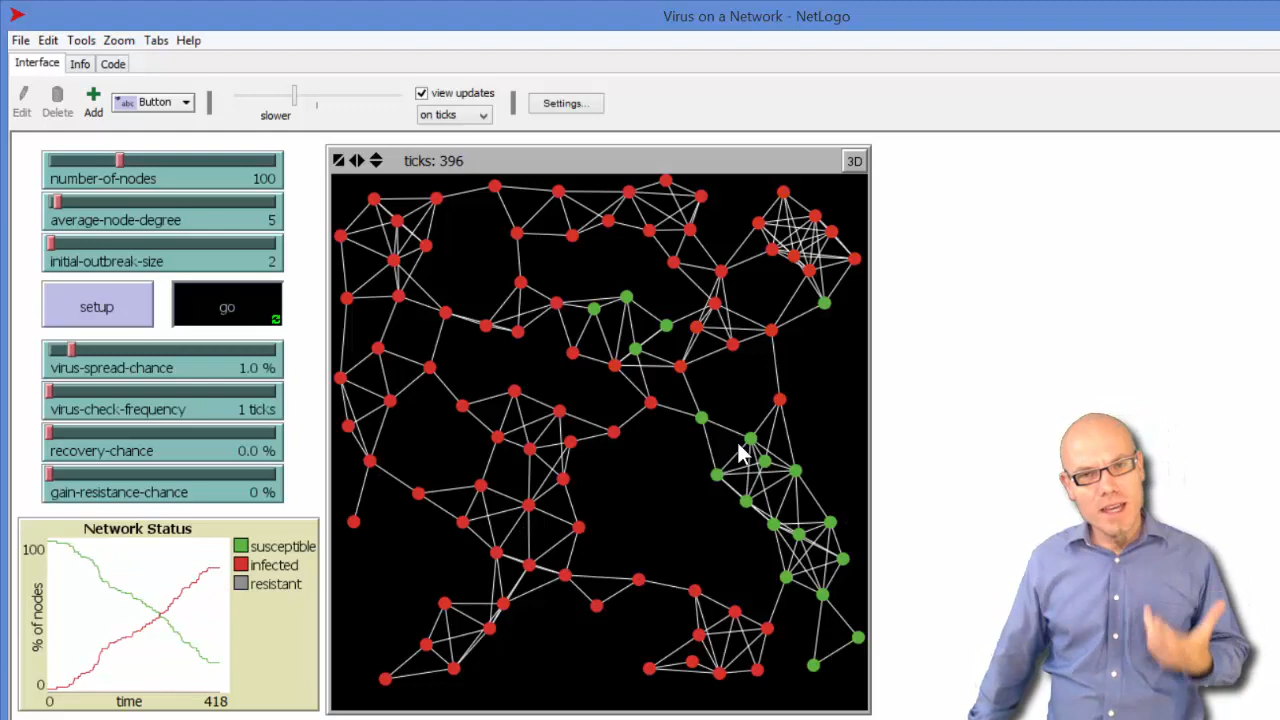 Virus on a Network - NetLogo
File Edit Tools Zoom Tabs Help
Interface Info Code
Edit Delete Add abc Button slower view updates on ticks Settings...
ticks: 396 3D
number-of-nodes 100
average-node-degree 5
initial-outbreak-size 2
setup go
virus-spread-chance 1.0 %
virus-check-frequency 1 ticks
recovery-chance 0.0 %
gain-resistance-chance 0 %
Network Status
100
0
% of nodes
0 time 418
susceptible
infected
resistant